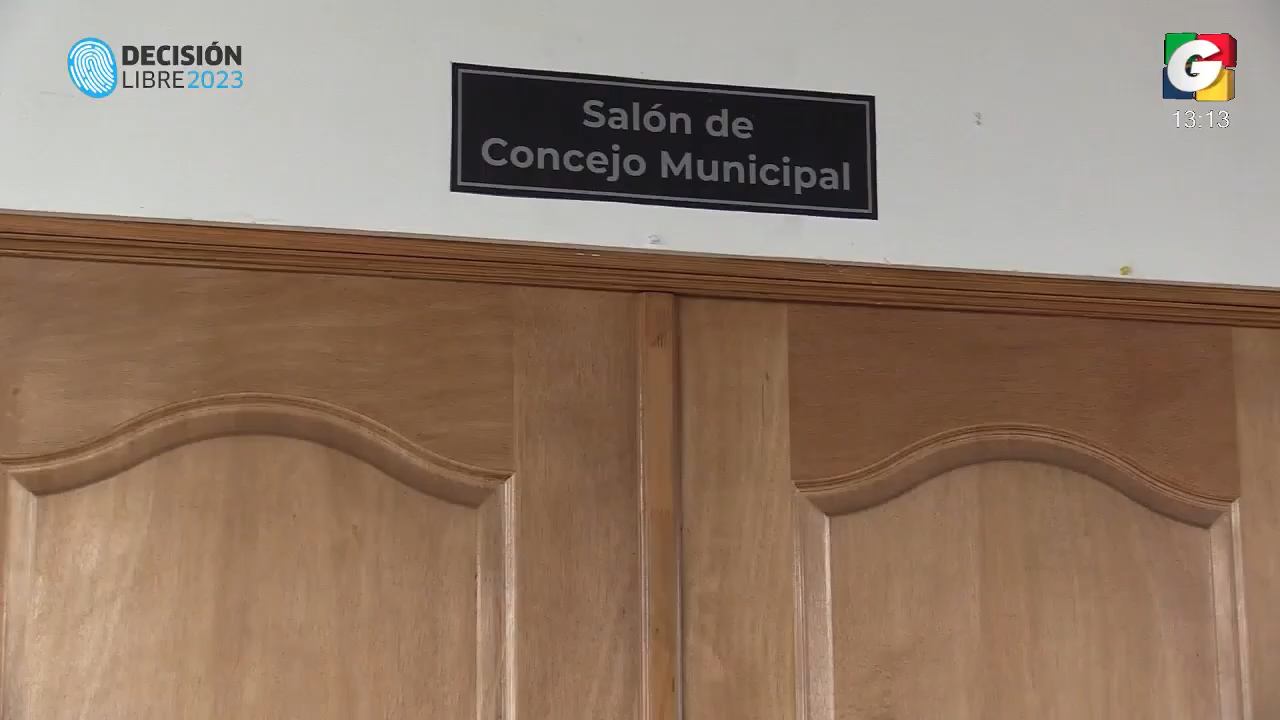 DECISIÓN
LIBRE2023
G
13:13
Salón de
Concejo Municipal